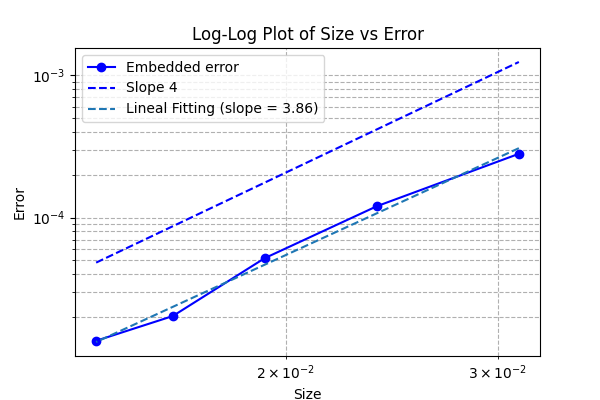 Log-Log Plot of Size vs Error
Embedded error
Slope 4
Lineal Fitting (slope = 3.86)
10⁻³
10⁻⁴
Error
2 × 10⁻²
3 × 10⁻²
Size